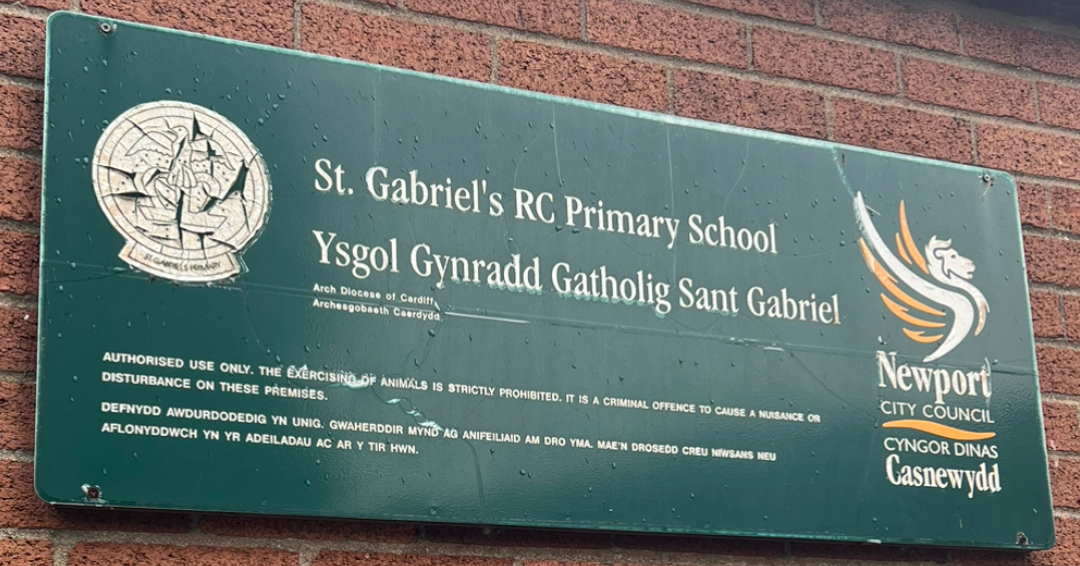 St. Gabriel's RC Primary School
Ysgol Gynradd Gatholig Sant Gabriel
Arch Diocese of Cardiff
Archesgobaeth Caerdydd
AUTHORISED USE ONLY. THE EXERCISING OF ANIMALS IS STRICTLY PROHIBITED. IT IS A CRIMINAL OFFENCE TO CAUSE A NUISANCE OR
DISTURBANCE ON THESE PREMISES.
DEFNYDD AWDURDODEDIG YN UNIG. GWAHERDDIR MYND AG ANIFEILIAID AM DRO YMA. MAE'N DROSEDD CREU NIWSANS NEU
AFLONYDDWCH YN YR ADEILADAU AC AR Y TIR HWN.
ST. GABRIEL'S PRIMARY
Newport
CITY COUNCIL
CYNGOR DINAS
Casnewydd